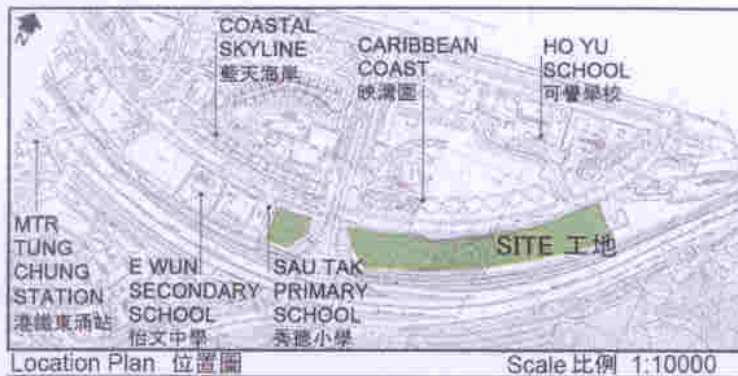 N
COASTAL
SKYLINE
藍天海岸
CARIBBEAN
COAST
映灣園
HO YU
SCHOOL
可譽學校
MTR
TUNG
CHUNG
STATION
港鐵東涌站
E WUN
SECONDARY
SCHOOL
怡文中學
SAU TAK
PRIMARY
SCHOOL
秀德小學
SITE 工地
Location Plan 位置圖
Scale 比例 1:10000